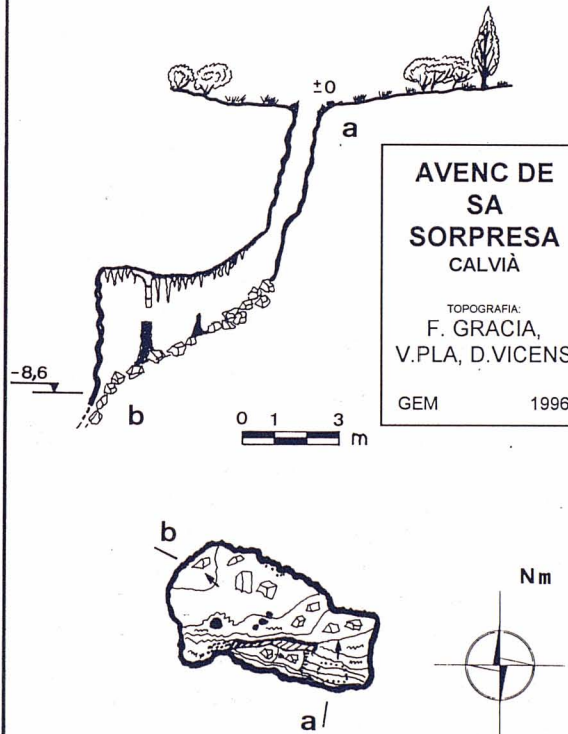 ±0
a
AVENC DE
SA
SORPRESA
CALVIÀ
TOPOGRAFIA:
F. GRACIA,
V.PLA, D.VICENS
GEM 1996
-8,6
b
0 1 3
m
b
Nm
a